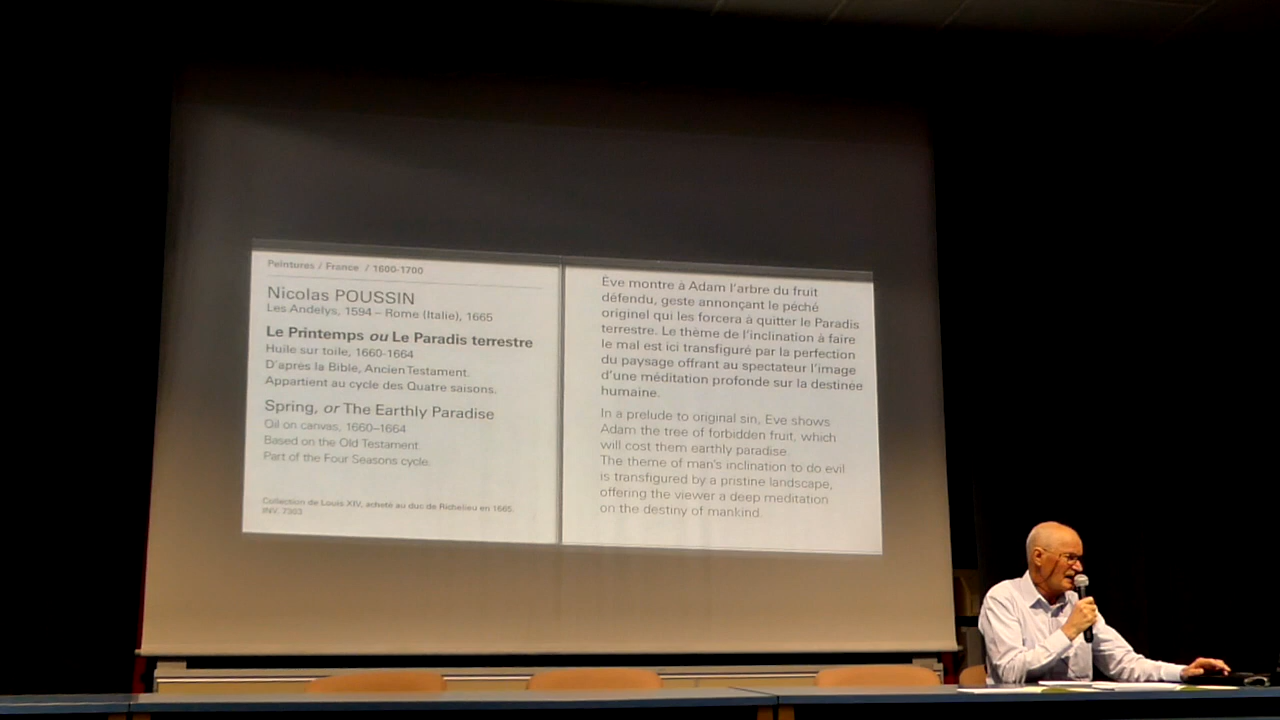 Peintures / France / 1600-1700
Nicolas POUSSIN
Les Andelys, 1594 – Rome (Italie), 1665
Le Printemps ou Le Paradis terrestre
Huile sur toile, 1660-1664
D'après la Bible, Ancien Testament.
Appartient au cycle des Quatre saisons.
Spring, or The Earthly Paradise
Oil on canvas, 1660–1664
Based on the Old Testament.
Part of the Four Seasons cycle.
Collection de Louis XIV, acheté au duc de Richelieu en 1665.
INV. 7303
Ève montre à Adam l'arbre du fruit
défendu, geste annonçant le péché
originel qui les forcera à quitter le Paradis
terrestre. Le thème de l'inclination à faire
le mal est ici transfiguré par la perfection
du paysage offrant au spectateur l'image
d'une méditation profonde sur la destinée
humaine.
In a prelude to original sin, Eve shows
Adam the tree of forbidden fruit, which
will cost them earthly paradise.
The theme of man's inclination to do evil
is transfigured by a pristine landscape,
offering the viewer a deep meditation
on the destiny of mankind.